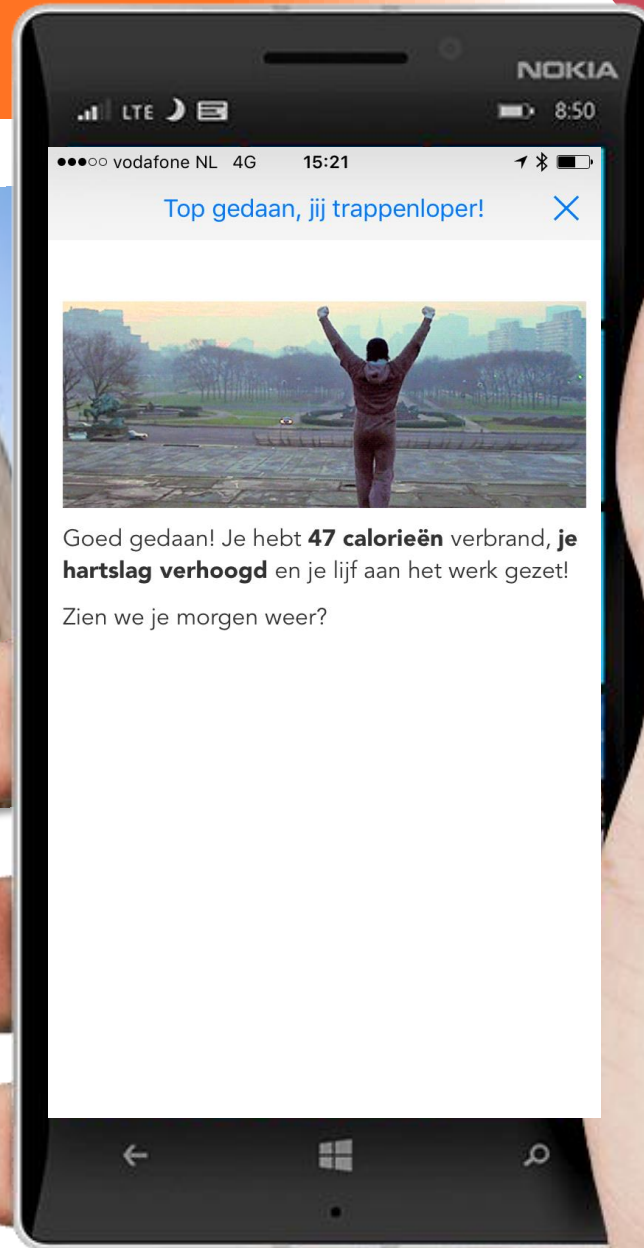 NOKIA
LTE 8:50
vodafone NL 4G 15:21
Top gedaan, jij trappenloper!
Goed gedaan! Je hebt 47 calorieën verbrand, je
hartslag verhoogd en je lijf aan het werk gezet!
Zien we je morgen weer?